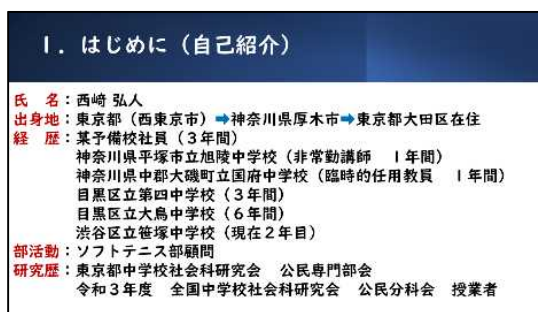 1．はじめに（自己紹介）
氏　名：西﨑 弘人
出身地：東京都（西東京市）➡神奈川県厚木市➡東京都大田区在住
経　歴：某予備校社員（３年間）
神奈川県平塚市立旭陵中学校（非常勤講師　１年間）
神奈川県中郡大磯町立国府中学校（臨時的任用教員　１年間）
目黒区立第四中学校（３年間）
目黒区立大鳥中学校（６年間）
渋谷区立笹塚中学校（現在２年目）
部活動：ソフトテニス部顧問
研究歴：東京都中学校社会科研究会　公民専門部会
令和３年度　全国中学校社会科研究会　公民分科会　授業者